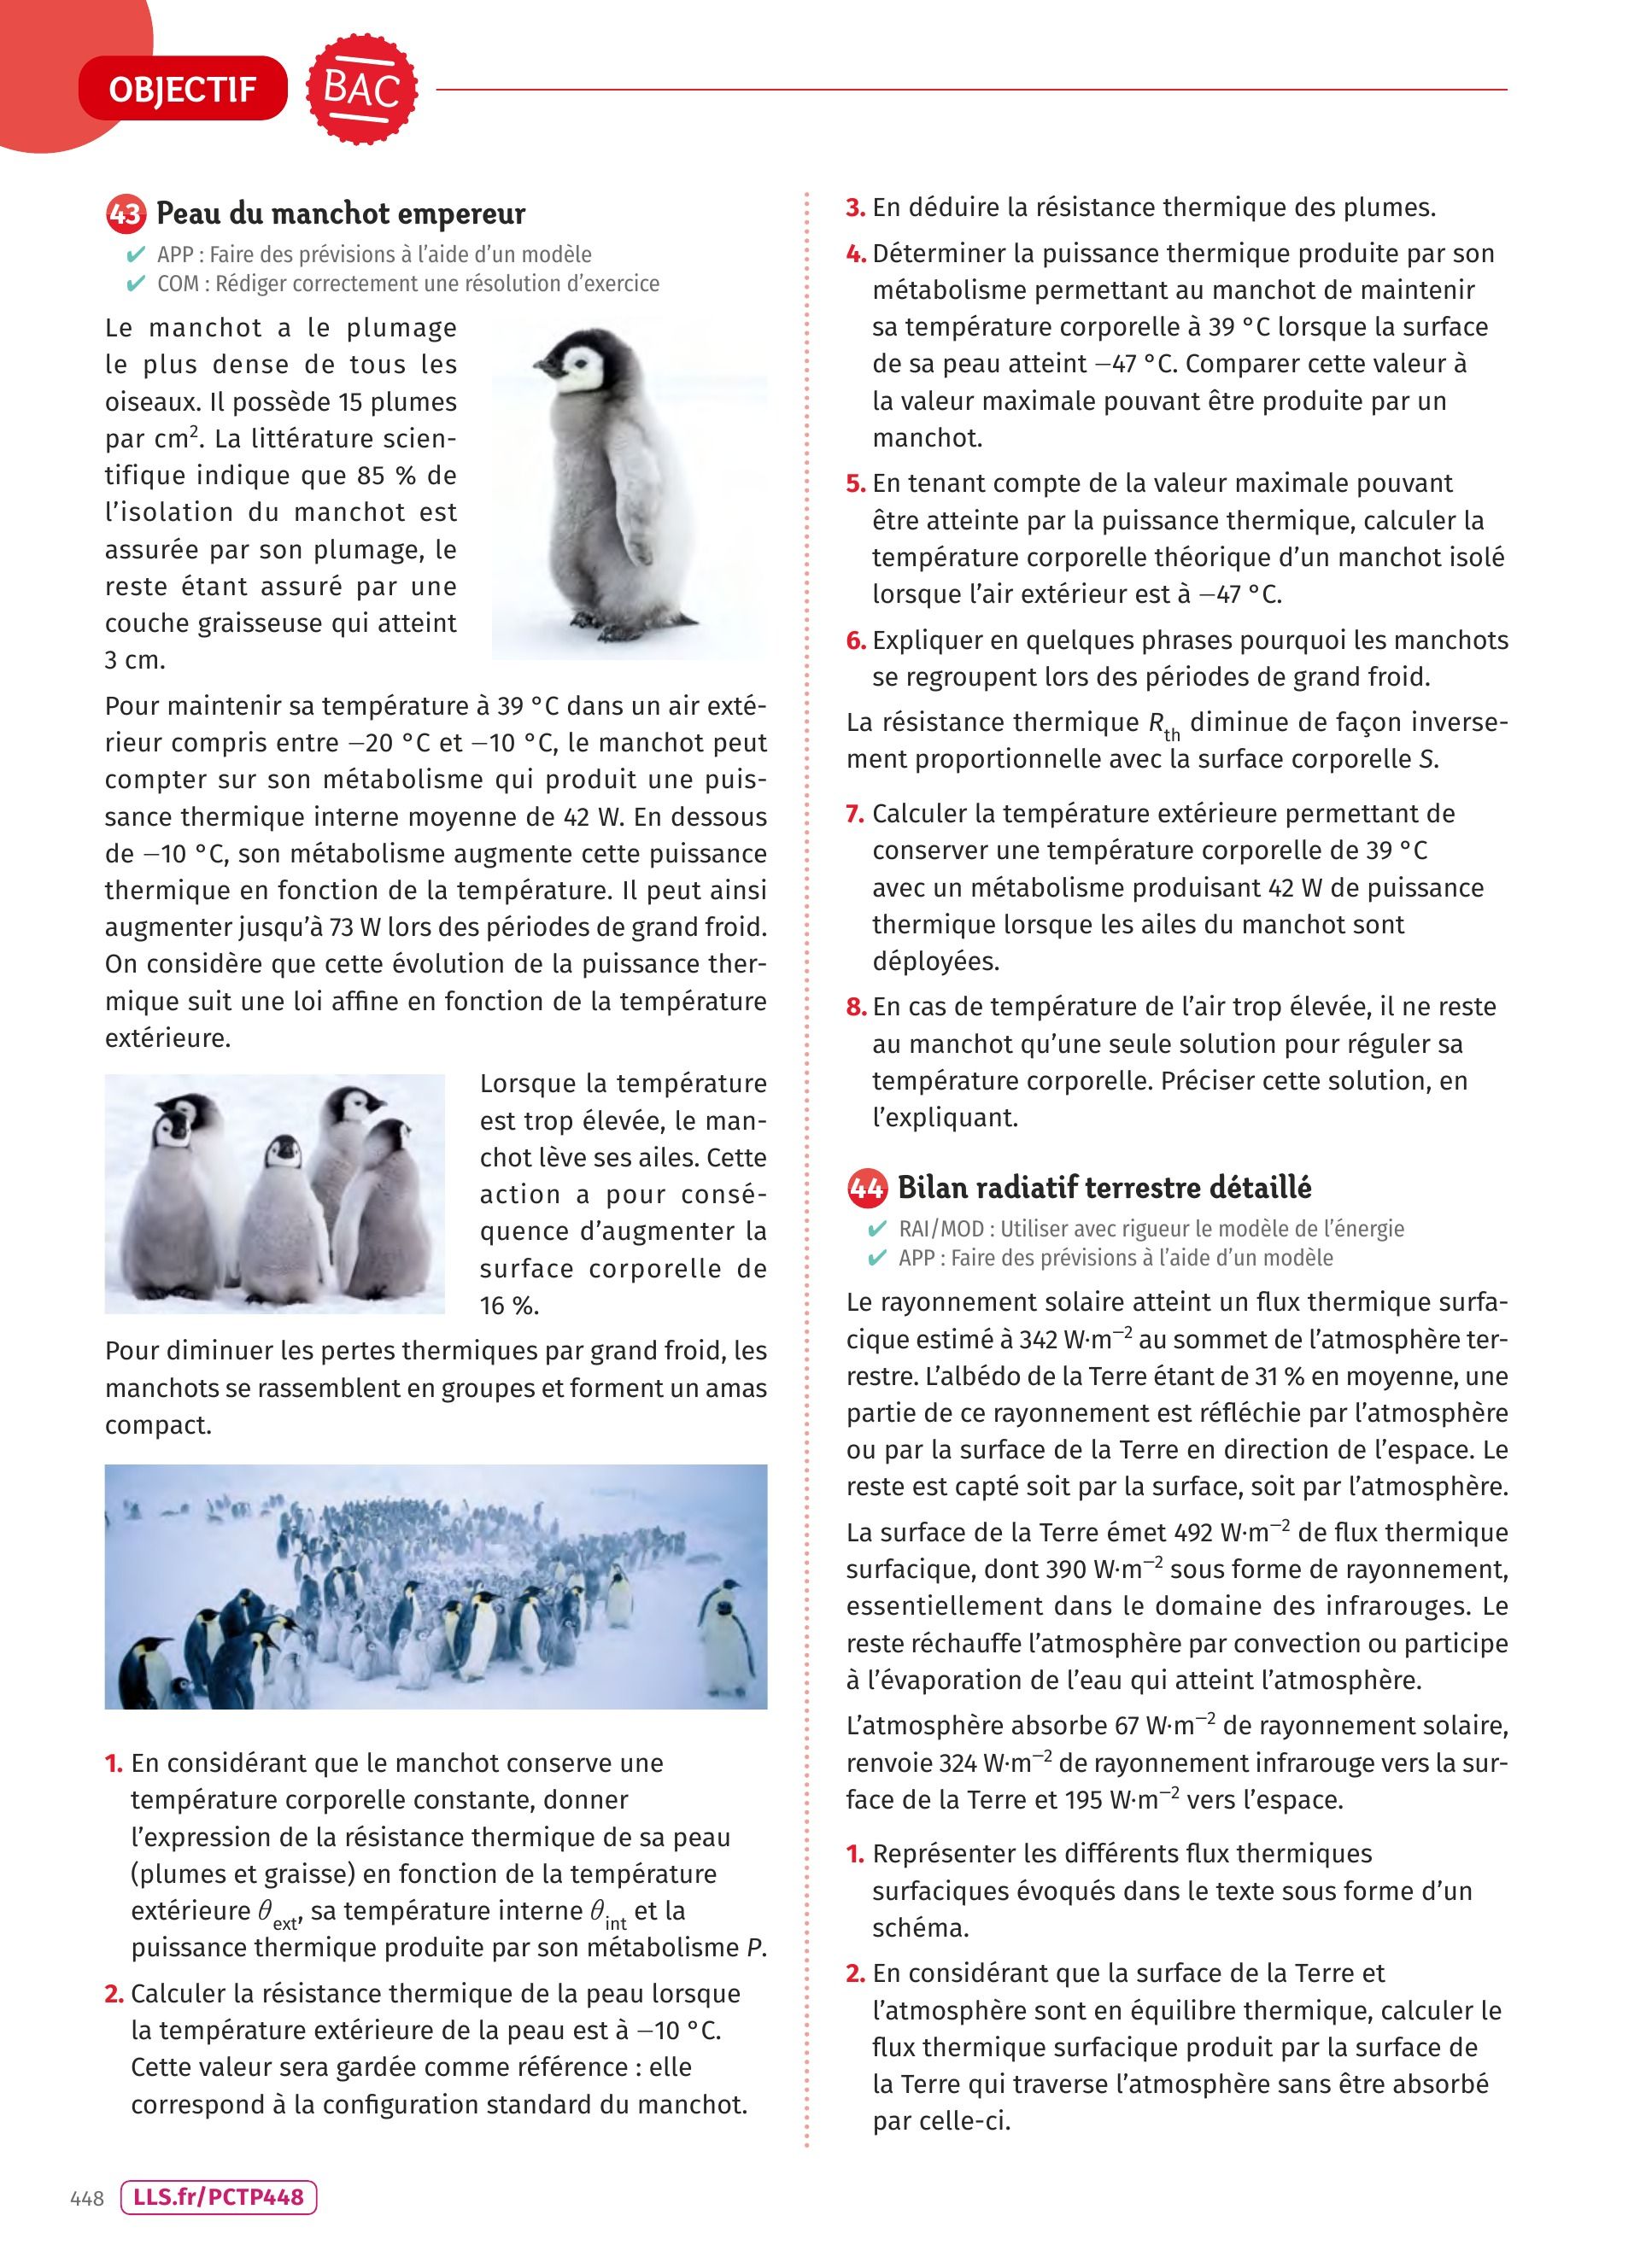 OBJECTIF
BAC
43 Peau du manchot empereur
✔ APP : Faire des prévisions à l’aide d’un modèle
✔ COM : Rédiger correctement une résolution d’exercice
Le manchot a le plumage
le plus dense de tous les
oiseaux. Il possède 15 plumes
par cm². La littérature scien-
tifique indique que 85 % de
l’isolation du manchot est
assurée par son plumage, le
reste étant assuré par une
couche graisseuse qui atteint
3 cm.
Pour maintenir sa température à 39 °C dans un air exté-
rieur compris entre −20 °C et −10 °C, le manchot peut
compter sur son métabolisme qui produit une puis-
sance thermique interne moyenne de 42 W. En dessous
de −10 °C, son métabolisme augmente cette puissance
thermique en fonction de la température. Il peut ainsi
augmenter jusqu’à 73 W lors des périodes de grand froid.
On considère que cette évolution de la puissance ther-
mique suit une loi affine en fonction de la température
extérieure.
Lorsque la température
est trop élevée, le man-
chot lève ses ailes. Cette
action a pour consé-
quence d’augmenter la
surface corporelle de
16 %.
Pour diminuer les pertes thermiques par grand froid, les
manchots se rassemblent en groupes et forment un amas
compact.
1. En considérant que le manchot conserve une
température corporelle constante, donner
l’expression de la résistance thermique de sa peau
(plumes et graisse) en fonction de la température
extérieure θext, sa température interne θint et la
puissance thermique produite par son métabolisme P.
2. Calculer la résistance thermique de la peau lorsque
la température extérieure de la peau est à −10 °C.
Cette valeur sera gardée comme référence : elle
correspond à la configuration standard du manchot.
3. En déduire la résistance thermique des plumes.
4. Déterminer la puissance thermique produite par son
métabolisme permettant au manchot de maintenir
sa température corporelle à 39 °C lorsque la surface
de sa peau atteint −47 °C. Comparer cette valeur à
la valeur maximale pouvant être produite par un
manchot.
5. En tenant compte de la valeur maximale pouvant
être atteinte par la puissance thermique, calculer la
température corporelle théorique d’un manchot isolé
lorsque l’air extérieur est à −47 °C.
6. Expliquer en quelques phrases pourquoi les manchots
se regroupent lors des périodes de grand froid.
La résistance thermique Rth diminue de façon inverse-
ment proportionnelle avec la surface corporelle S.
7. Calculer la température extérieure permettant de
conserver une température corporelle de 39 °C
avec un métabolisme produisant 42 W de puissance
thermique lorsque les ailes du manchot sont
déployées.
8. En cas de température de l’air trop élevée, il ne reste
au manchot qu’une seule solution pour réguler sa
température corporelle. Préciser cette solution, en
l’expliquant.
44 Bilan radiatif terrestre détaillé
✔ RAI/MOD : Utiliser avec rigueur le modèle de l’énergie
✔ APP : Faire des prévisions à l’aide d’un modèle
Le rayonnement solaire atteint un flux thermique surfa-
cique estimé à 342 W·m⁻² au sommet de l’atmosphère ter-
restre. L’albédo de la Terre étant de 31 % en moyenne, une
partie de ce rayonnement est réfléchie par l’atmosphère
ou par la surface de la Terre en direction de l’espace. Le
reste est capté soit par la surface, soit par l’atmosphère.
La surface de la Terre émet 492 W·m⁻² de flux thermique
surfacique, dont 390 W·m⁻² sous forme de rayonnement,
essentiellement dans le domaine des infrarouges. Le
reste réchauffe l’atmosphère par convection ou participe
à l’évaporation de l’eau qui atteint l’atmosphère.
L’atmosphère absorbe 67 W·m⁻² de rayonnement solaire,
renvoie 324 W·m⁻² de rayonnement infrarouge vers la sur-
face de la Terre et 195 W·m⁻² vers l’espace.
1. Représenter les différents flux thermiques
surfaciques évoqués dans le texte sous forme d’un
schéma.
2. En considérant que la surface de la Terre et
l’atmosphère sont en équilibre thermique, calculer le
flux thermique surfacique produit par la surface de
la Terre qui traverse l’atmosphère sans être absorbé
par celle-ci.
448 LLS.fr/PCTP448